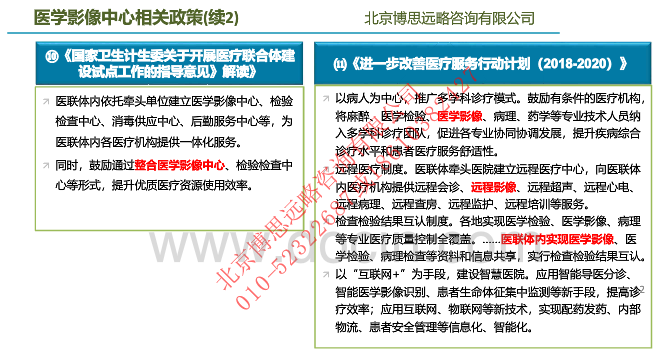 医学影像中心相关政策(续2)
北京博思远略咨询有限公司
⑩《国家卫生计生委关于开展医疗联合体建
设试点工作的指导意见》解读》
医联体内依托牵头单位建立医学影像中心、检验
检查中心、消毒供应中心、后勤服务中心等，为
医联体内各医疗机构提供一体化服务。
同时，鼓励通过整合医学影像中心、检验检查中
心等形式，提升优质医疗资源使用效率。
⑾《进一步改善医疗服务行动计划（2018-2020）》
以病人为中心，推广多学科诊疗模式。鼓励有条件的医疗机构，
将麻醉、医学检验、医学影像、病理、药学等专业技术人员纳
入多学科诊疗团队，促进各专业协同协调发展，提升疾病综合
诊疗水平和患者医疗服务舒适性。
远程医疗制度。医联体牵头医院建立远程医疗中心，向医联体
内医疗机构提供远程会诊、远程影像、远程超声、远程心电、
远程病理、远程查房、远程监护、远程培训等服务。
检查检验结果互认制度。各地实现医学检验、医学影像、病理
等专业医疗质量控制全覆盖。……医联体内实现医学影像、医
学检验、病理检查等资料和信息共享，实行检查检验结果互认。
以“互联网+”为手段，建设智慧医院。应用智能导医分诊、
智能医学影像识别、患者生命体征集中监测等新手段，提高诊
疗效率；应用互联网、物联网等新技术，实现配药发药、内部
物流、患者安全管理等信息化、智能化。
2
北京博思远略咨询有限公司